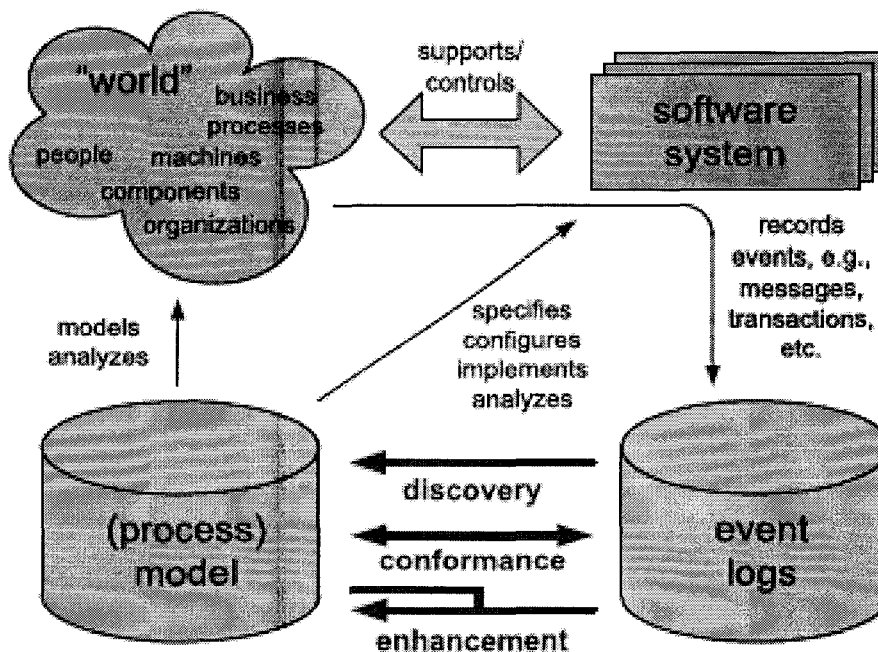 "world"
business
processes
people machines
components
organizations
supports/
controls
software
system
records
events, e.g.,
messages,
transactions,
etc.
models
analyzes
specifies
configures
implements
analyzes
(process)
model
discovery
conformance
enhancement
event
logs